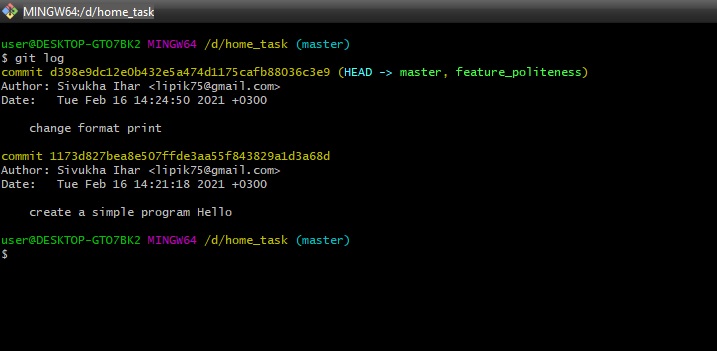 MINGW64:/d/home_task
user@DESKTOP-GTO7BK2 MINGW64 /d/home_task (master)
$ git log
commit d398e9dc12e0b432e5a474d1175cafb88036c3e9 (HEAD -> master, feature_politeness)
Author: Sivukha Ihar <lipik75@gmail.com>
Date:   Tue Feb 16 14:24:50 2021 +0300
change format print
commit 1173d827bea8e507ffde3aa55f843829a1d3a68d
Author: Sivukha Ihar <lipik75@gmail.com>
Date:   Tue Feb 16 14:21:18 2021 +0300
create a simple program Hello
user@DESKTOP-GTO7BK2 MINGW64 /d/home_task (master)
$